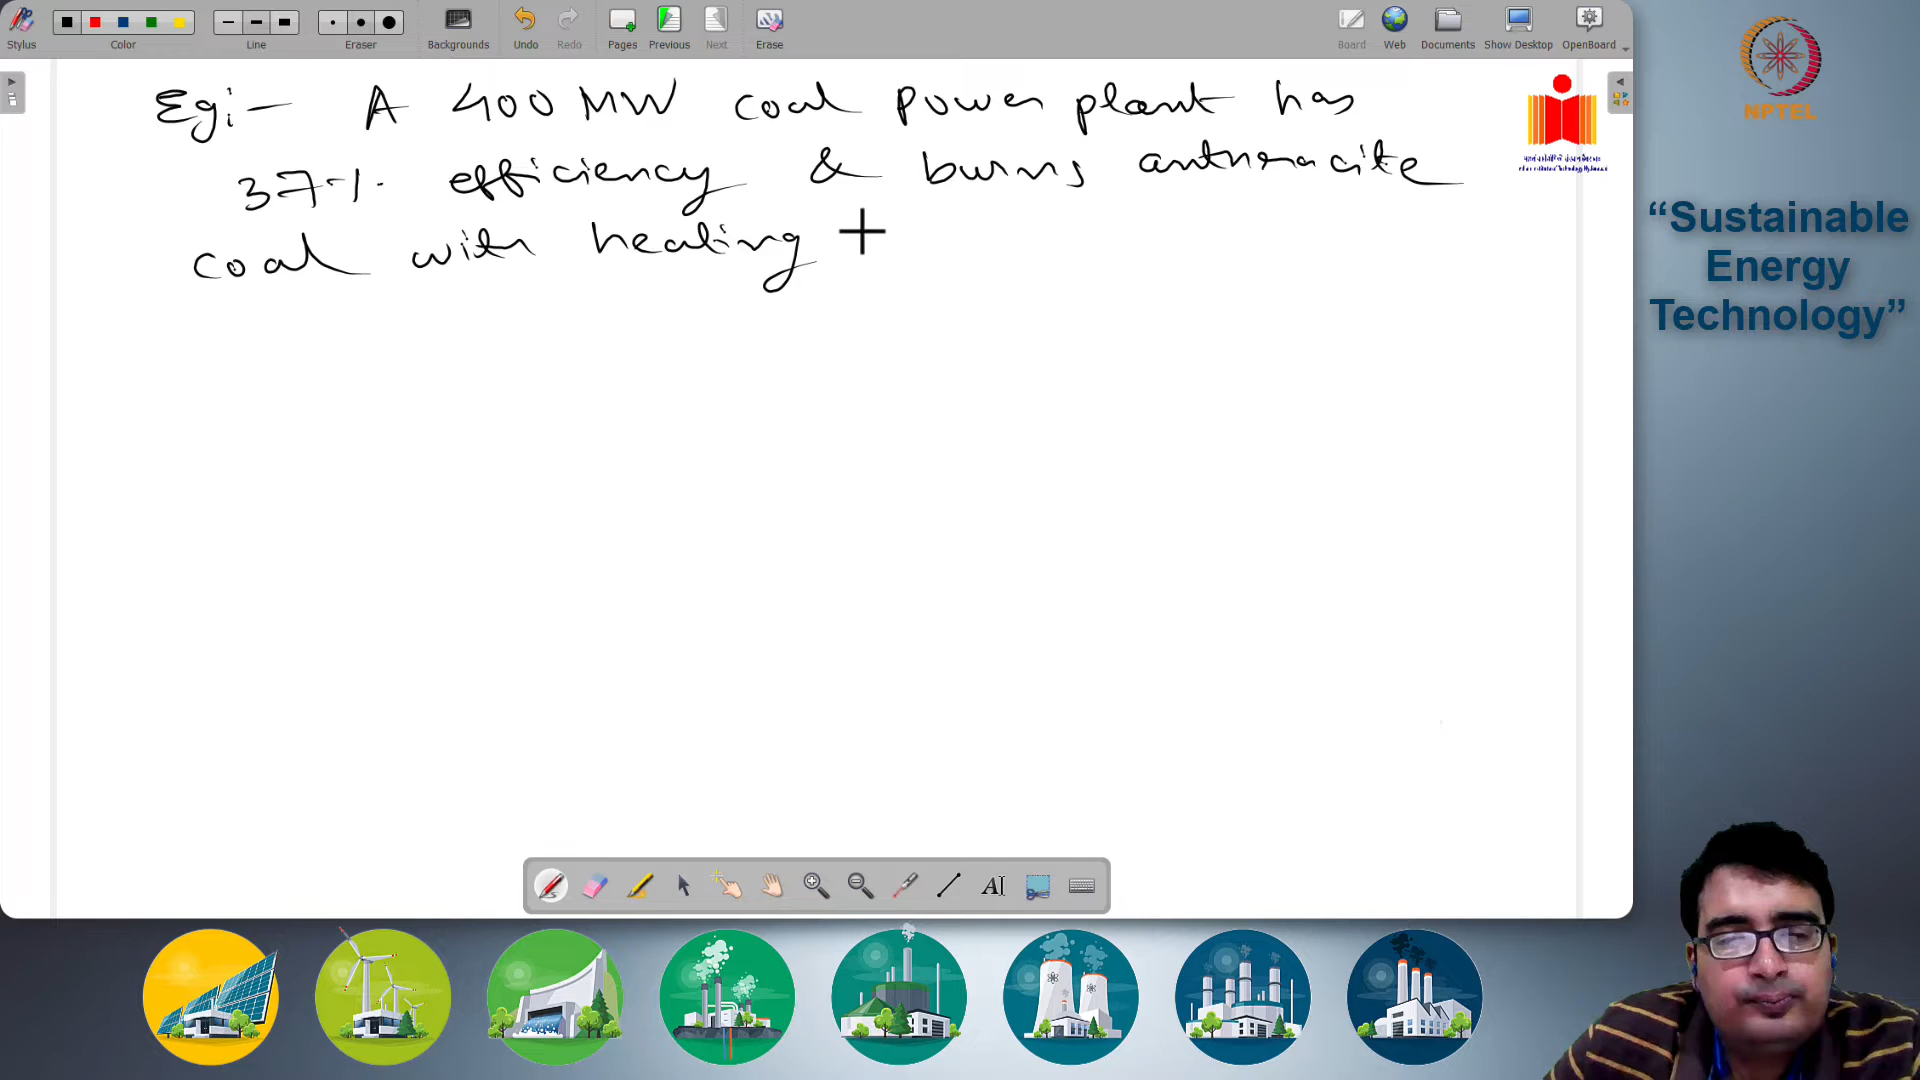 Stylus
Color
Line
Eraser
Backgrounds
Undo
Redo
Pages
Previous
Next
Erase
Board
Web
Documents
Show Desktop
OpenBoard
Eg:- A 400 MW coal power plant has
37% efficiency & burns anthracite
coal with heating
NPTEL
“Sustainable
Energy
Technology”